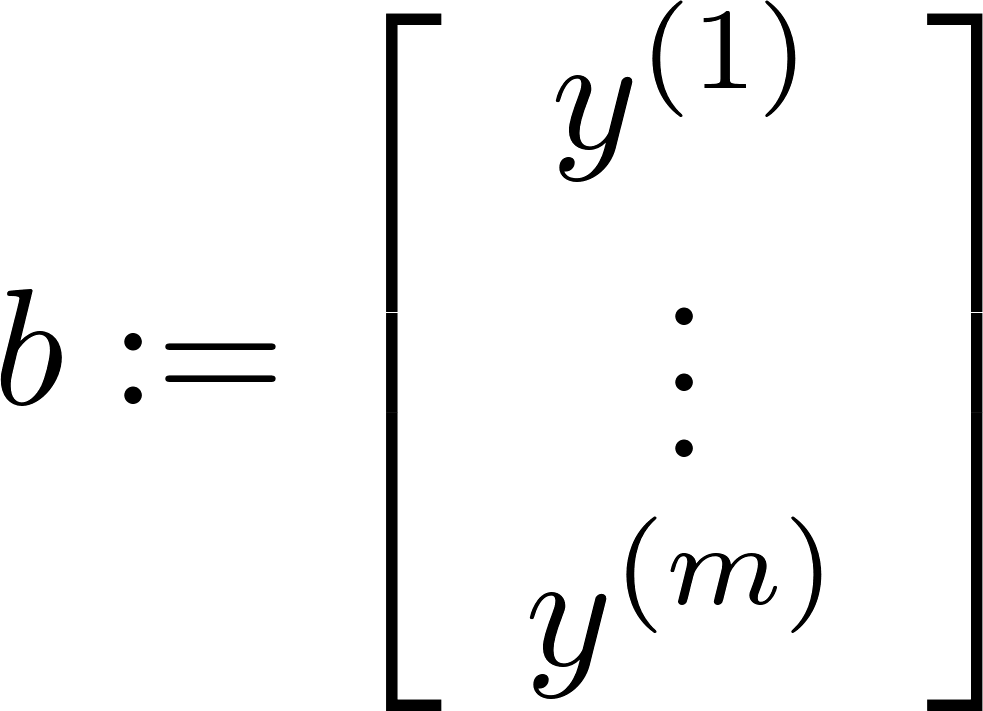 y^{(1)}
b := [ ⋮ ]
y^{(m)}